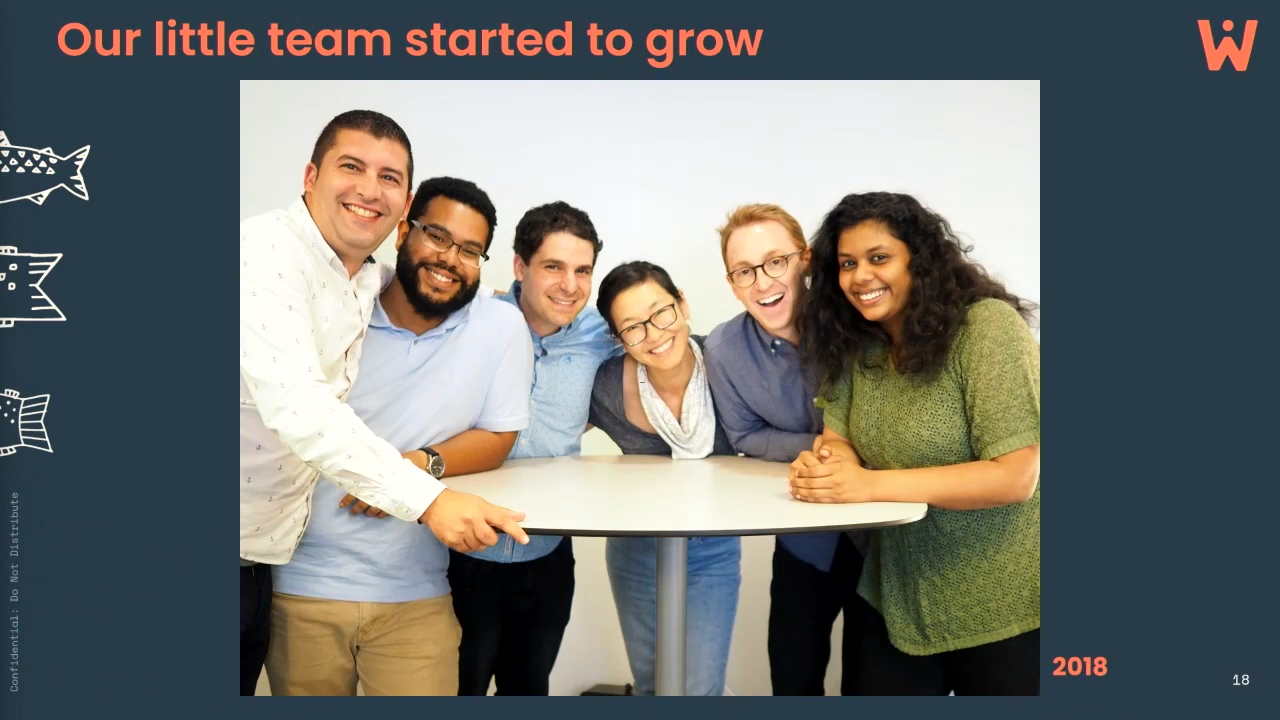 Our little team started to grow
W
Confidential: Do Not Distribute
2018
18